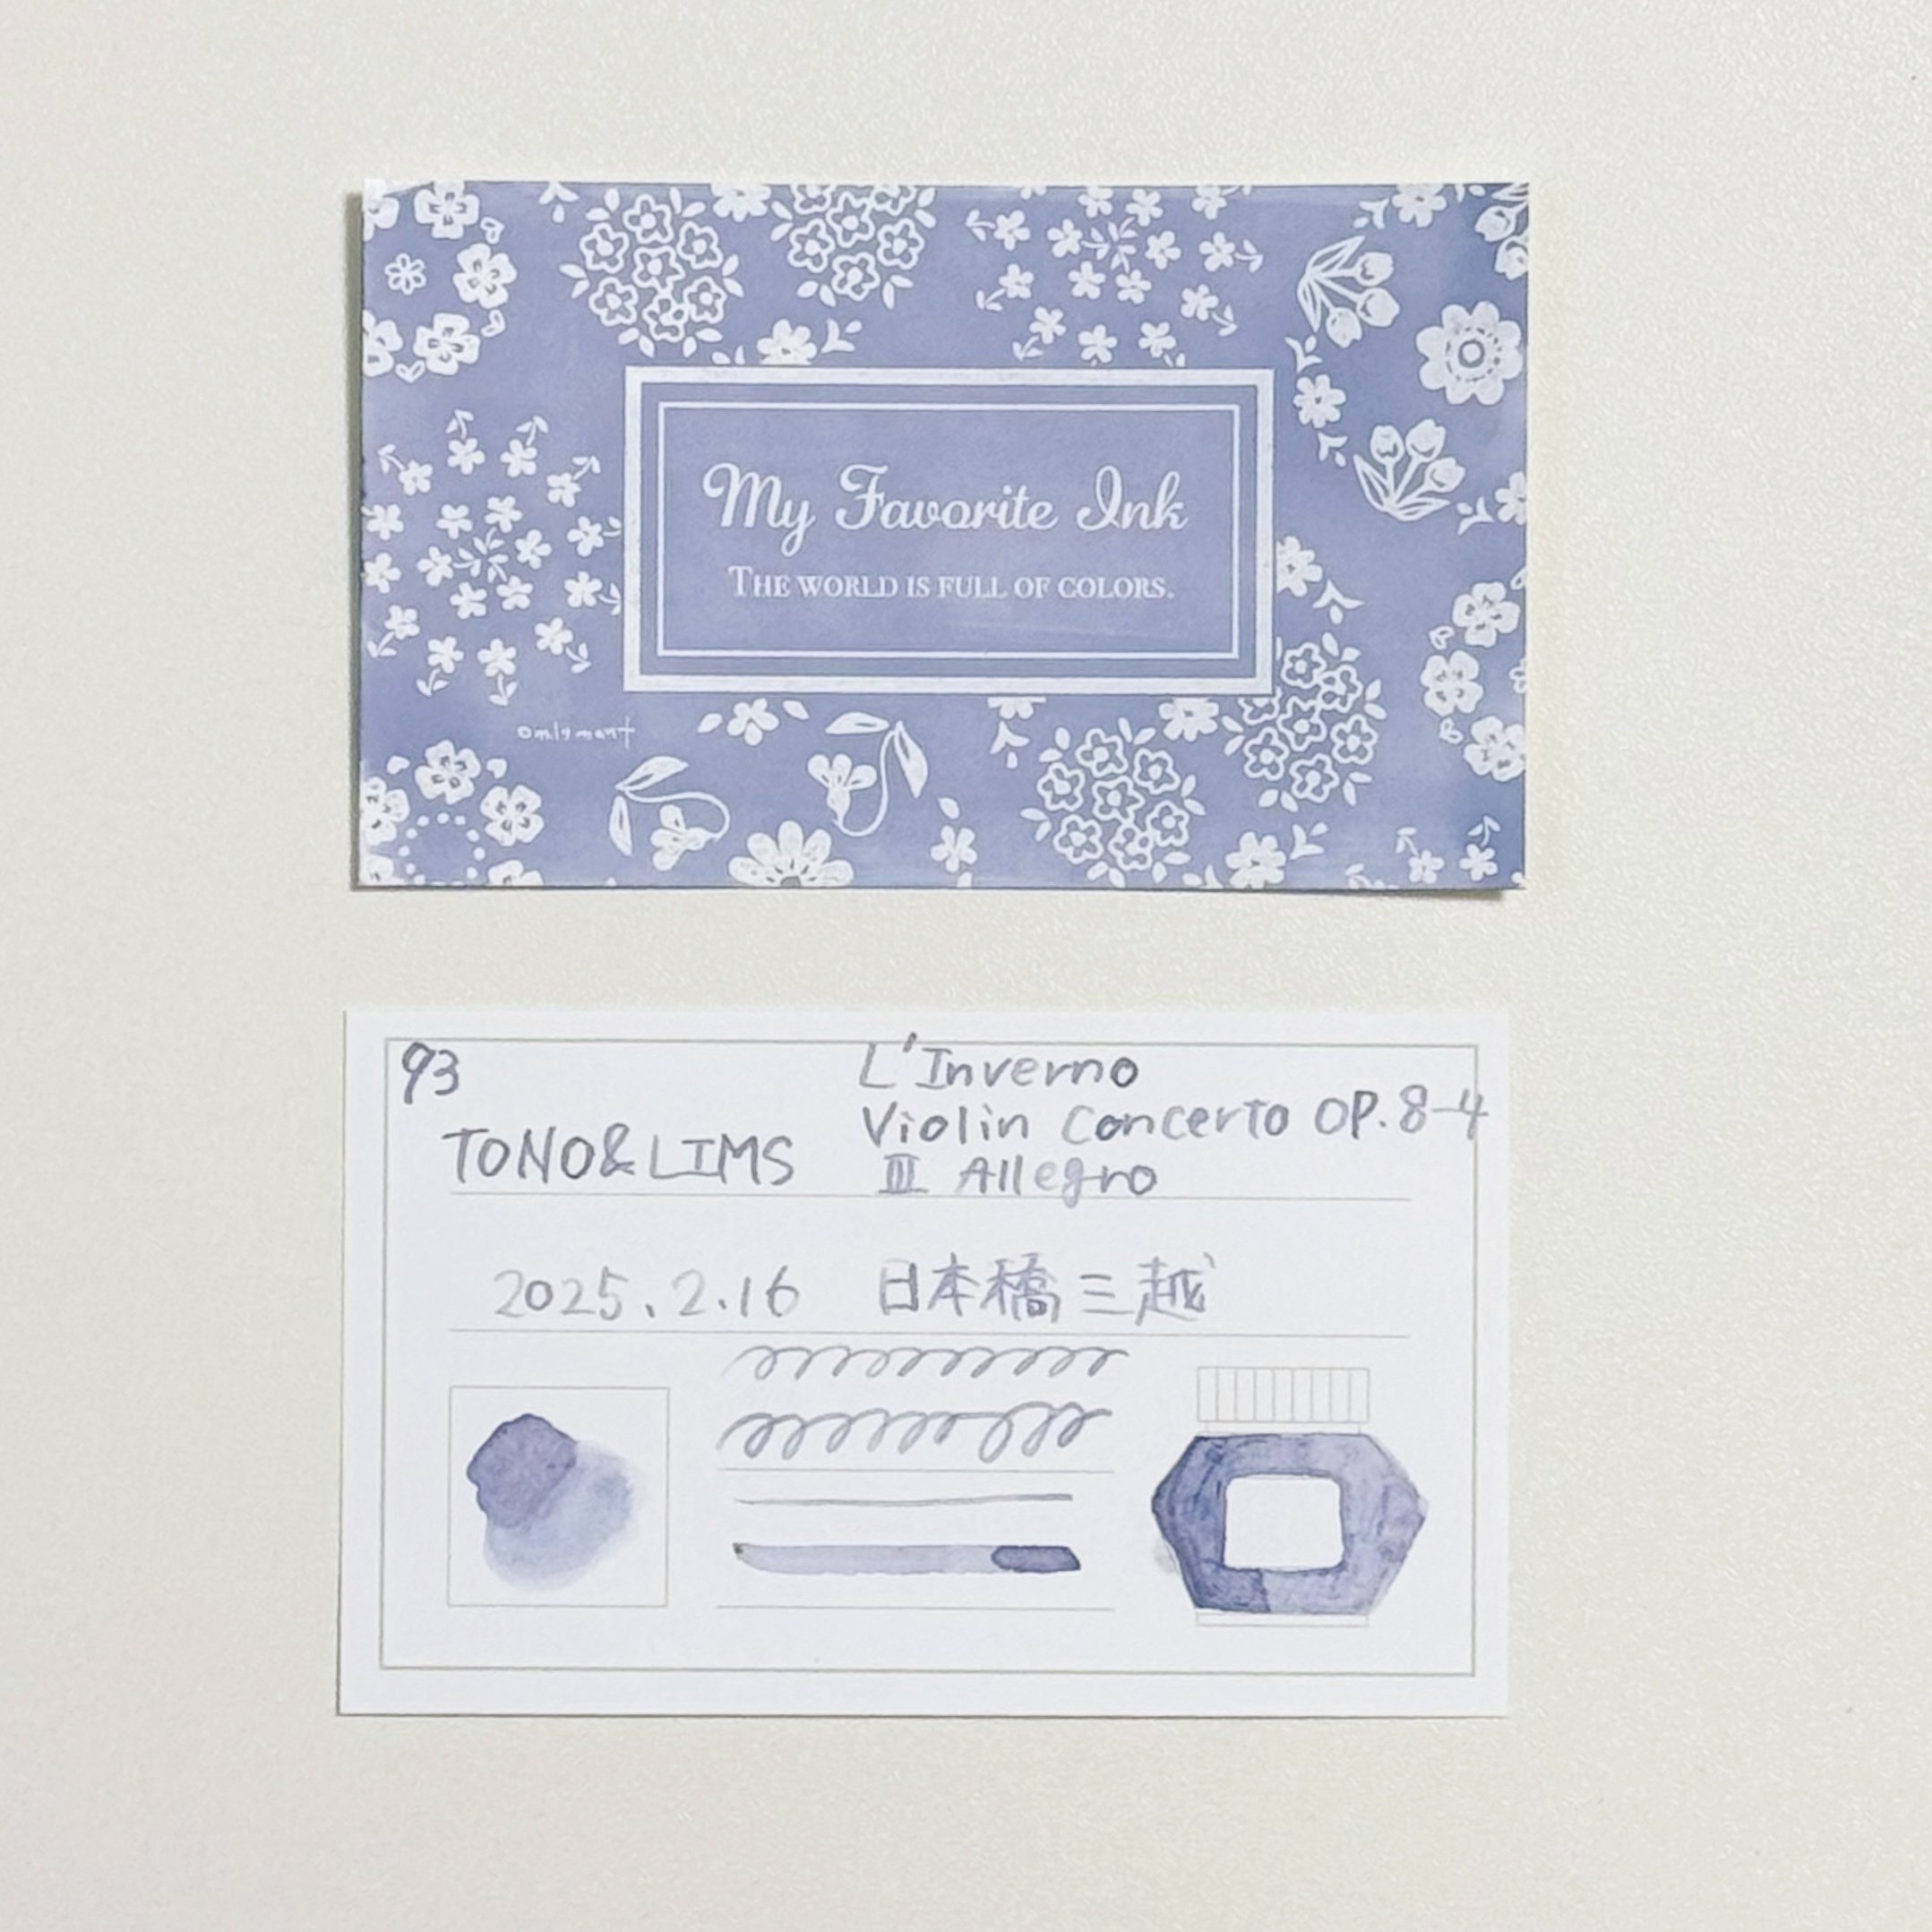 My Favorite Ink
THE WORLD IS FULL OF COLORS.
93
L'Inverno
Violin Concerto OP.8-4
TONO&LIMS
III Allegro
2025.2.16 日本橋三越